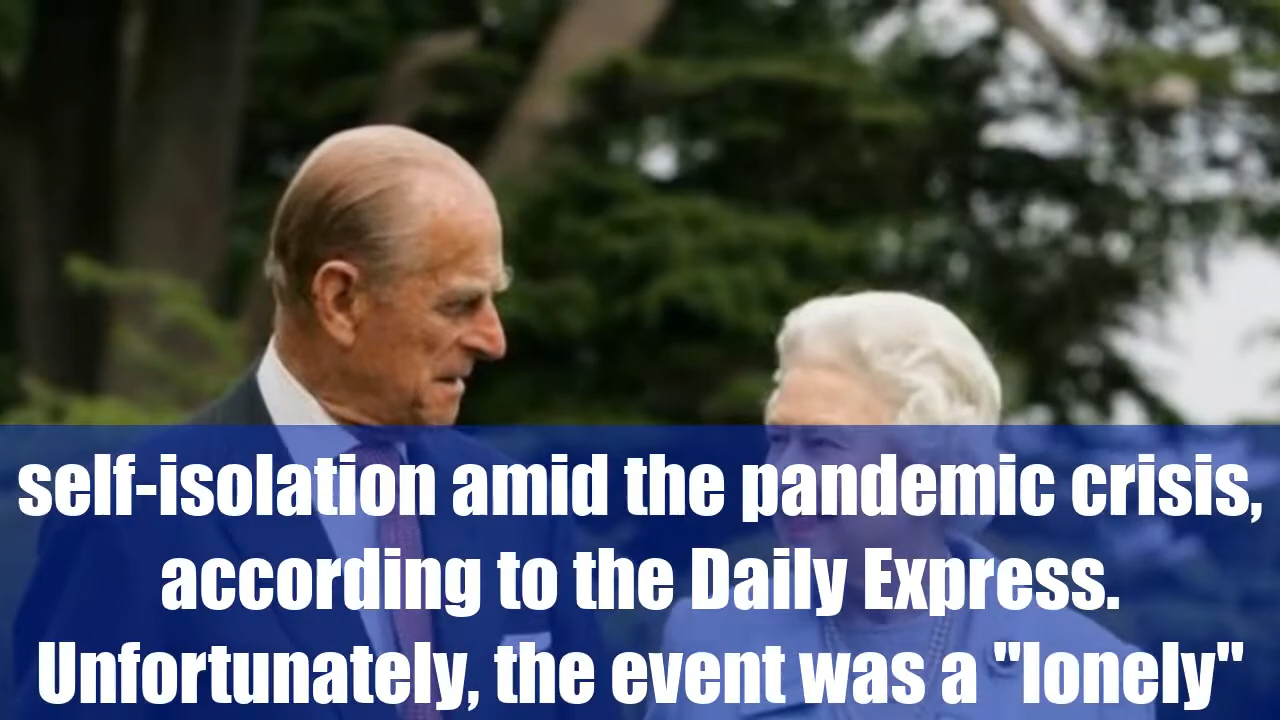 self-isolation amid the pandemic crisis,
according to the Daily Express.
Unfortunately, the event was a "lonely"